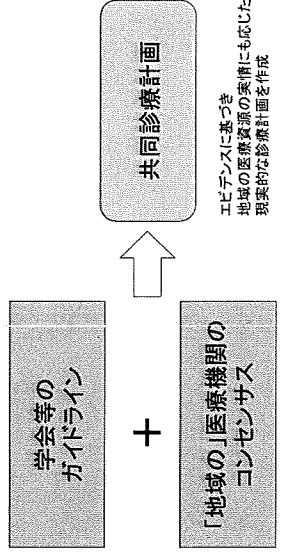 学会等の
ガイドライン
＋
「地域の」医療機関の
コンセンサス
共同診療計画
エビデンスに基づき
地域の医療資源の実情にも応じた
現実的な診療計画を作成